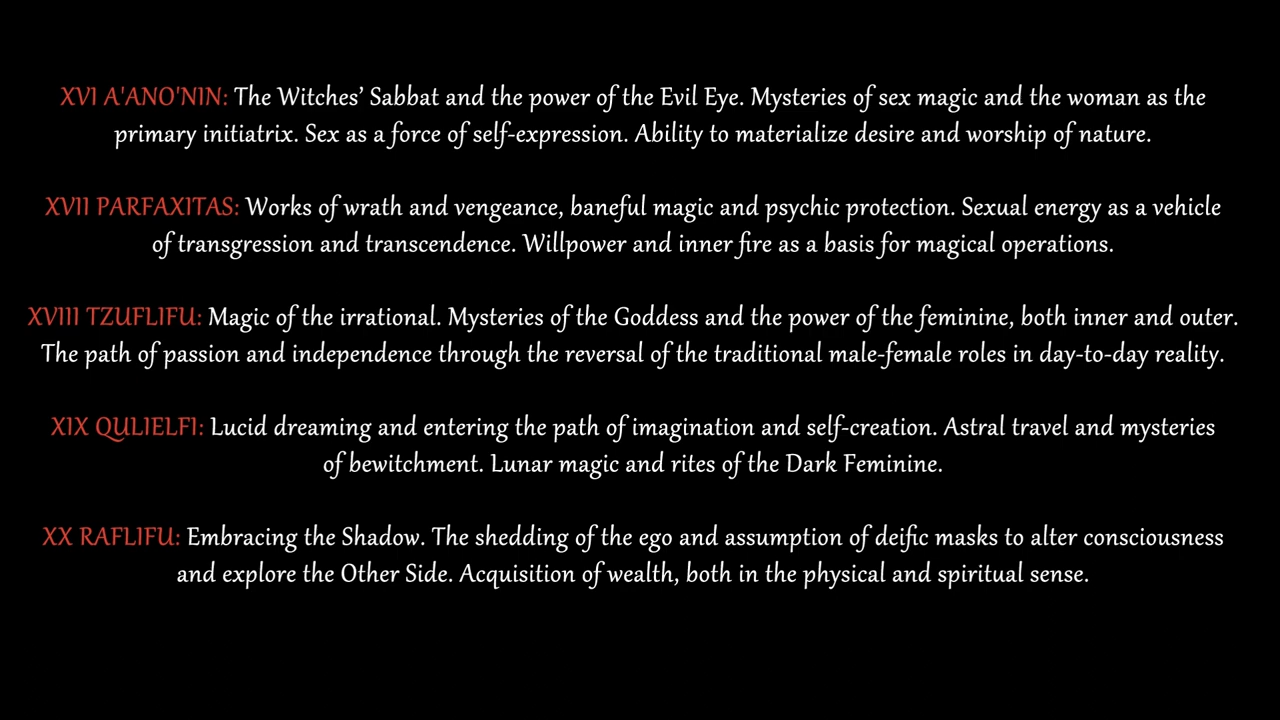 XVI A'ANO'NIN: The Witches’ Sabbat and the power of the Evil Eye. Mysteries of sex magic and the woman as the
primary initiatrix. Sex as a force of self-expression. Ability to materialize desire and worship of nature.
XVII PARFAXITAS: Works of wrath and vengeance, baneful magic and psychic protection. Sexual energy as a vehicle
of transgression and transcendence. Willpower and inner fire as a basis for magical operations.
XVIII TZUFLIFU: Magic of the irrational. Mysteries of the Goddess and the power of the feminine, both inner and outer.
The path of passion and independence through the reversal of the traditional male-female roles in day-to-day reality.
XIX QULIELFI: Lucid dreaming and entering the path of imagination and self-creation. Astral travel and mysteries
of bewitchment. Lunar magic and rites of the Dark Feminine.
XX RAFLIFU: Embracing the Shadow. The shedding of the ego and assumption of deific masks to alter consciousness
and explore the Other Side. Acquisition of wealth, both in the physical and spiritual sense.